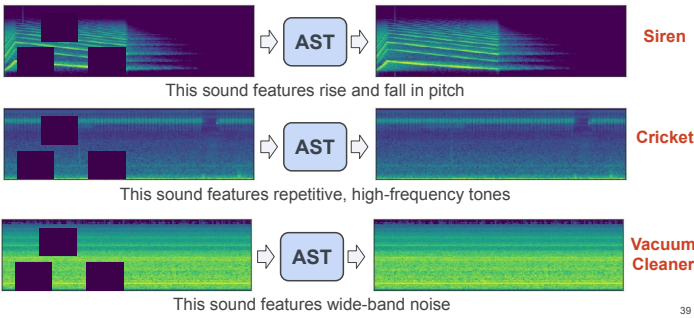 AST
Siren
This sound features rise and fall in pitch
AST
Cricket
This sound features repetitive, high-frequency tones
AST
Vacuum
Cleaner
This sound features wide-band noise
39